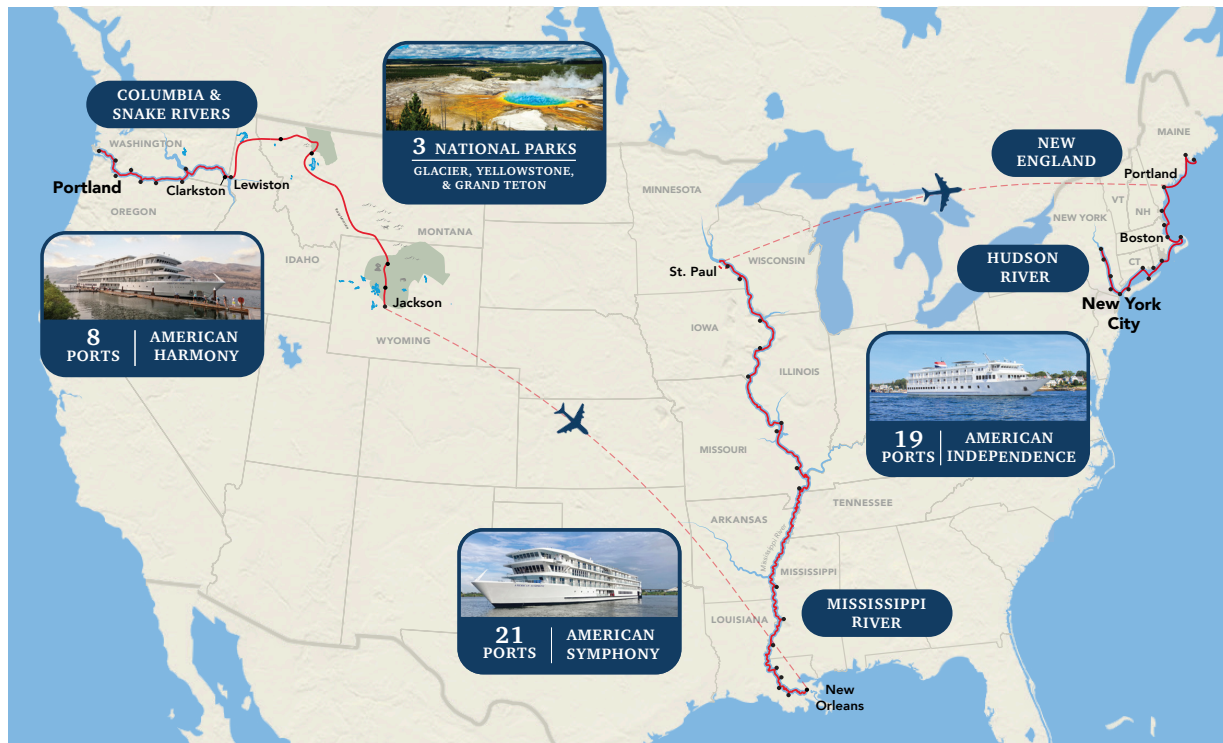 COLUMBIA &
SNAKE RIVERS
WASHINGTON
Portland
Clarkston
Lewiston
OREGON
IDAHO
MONTANA
Jackson
WYOMING
3 NATIONAL PARKS
GLACIER, YELLOWSTONE,
& GRAND TETON
8
PORTS
AMERICAN
HARMONY
MINNESOTA
WISCONSIN
St. Paul
IOWA
ILLINOIS
MISSOURI
ARKANSAS
TENNESSEE
Mississippi River
MISSISSIPPI
LOUISIANA
MISSISSIPPI
RIVER
New
Orleans
21
PORTS
AMERICAN
SYMPHONY
NEW
ENGLAND
MAINE
Portland
VT
NH
NEW YORK
Boston
CT
HUDSON
RIVER
New York
City
19
PORTS
AMERICAN
INDEPENDENCE